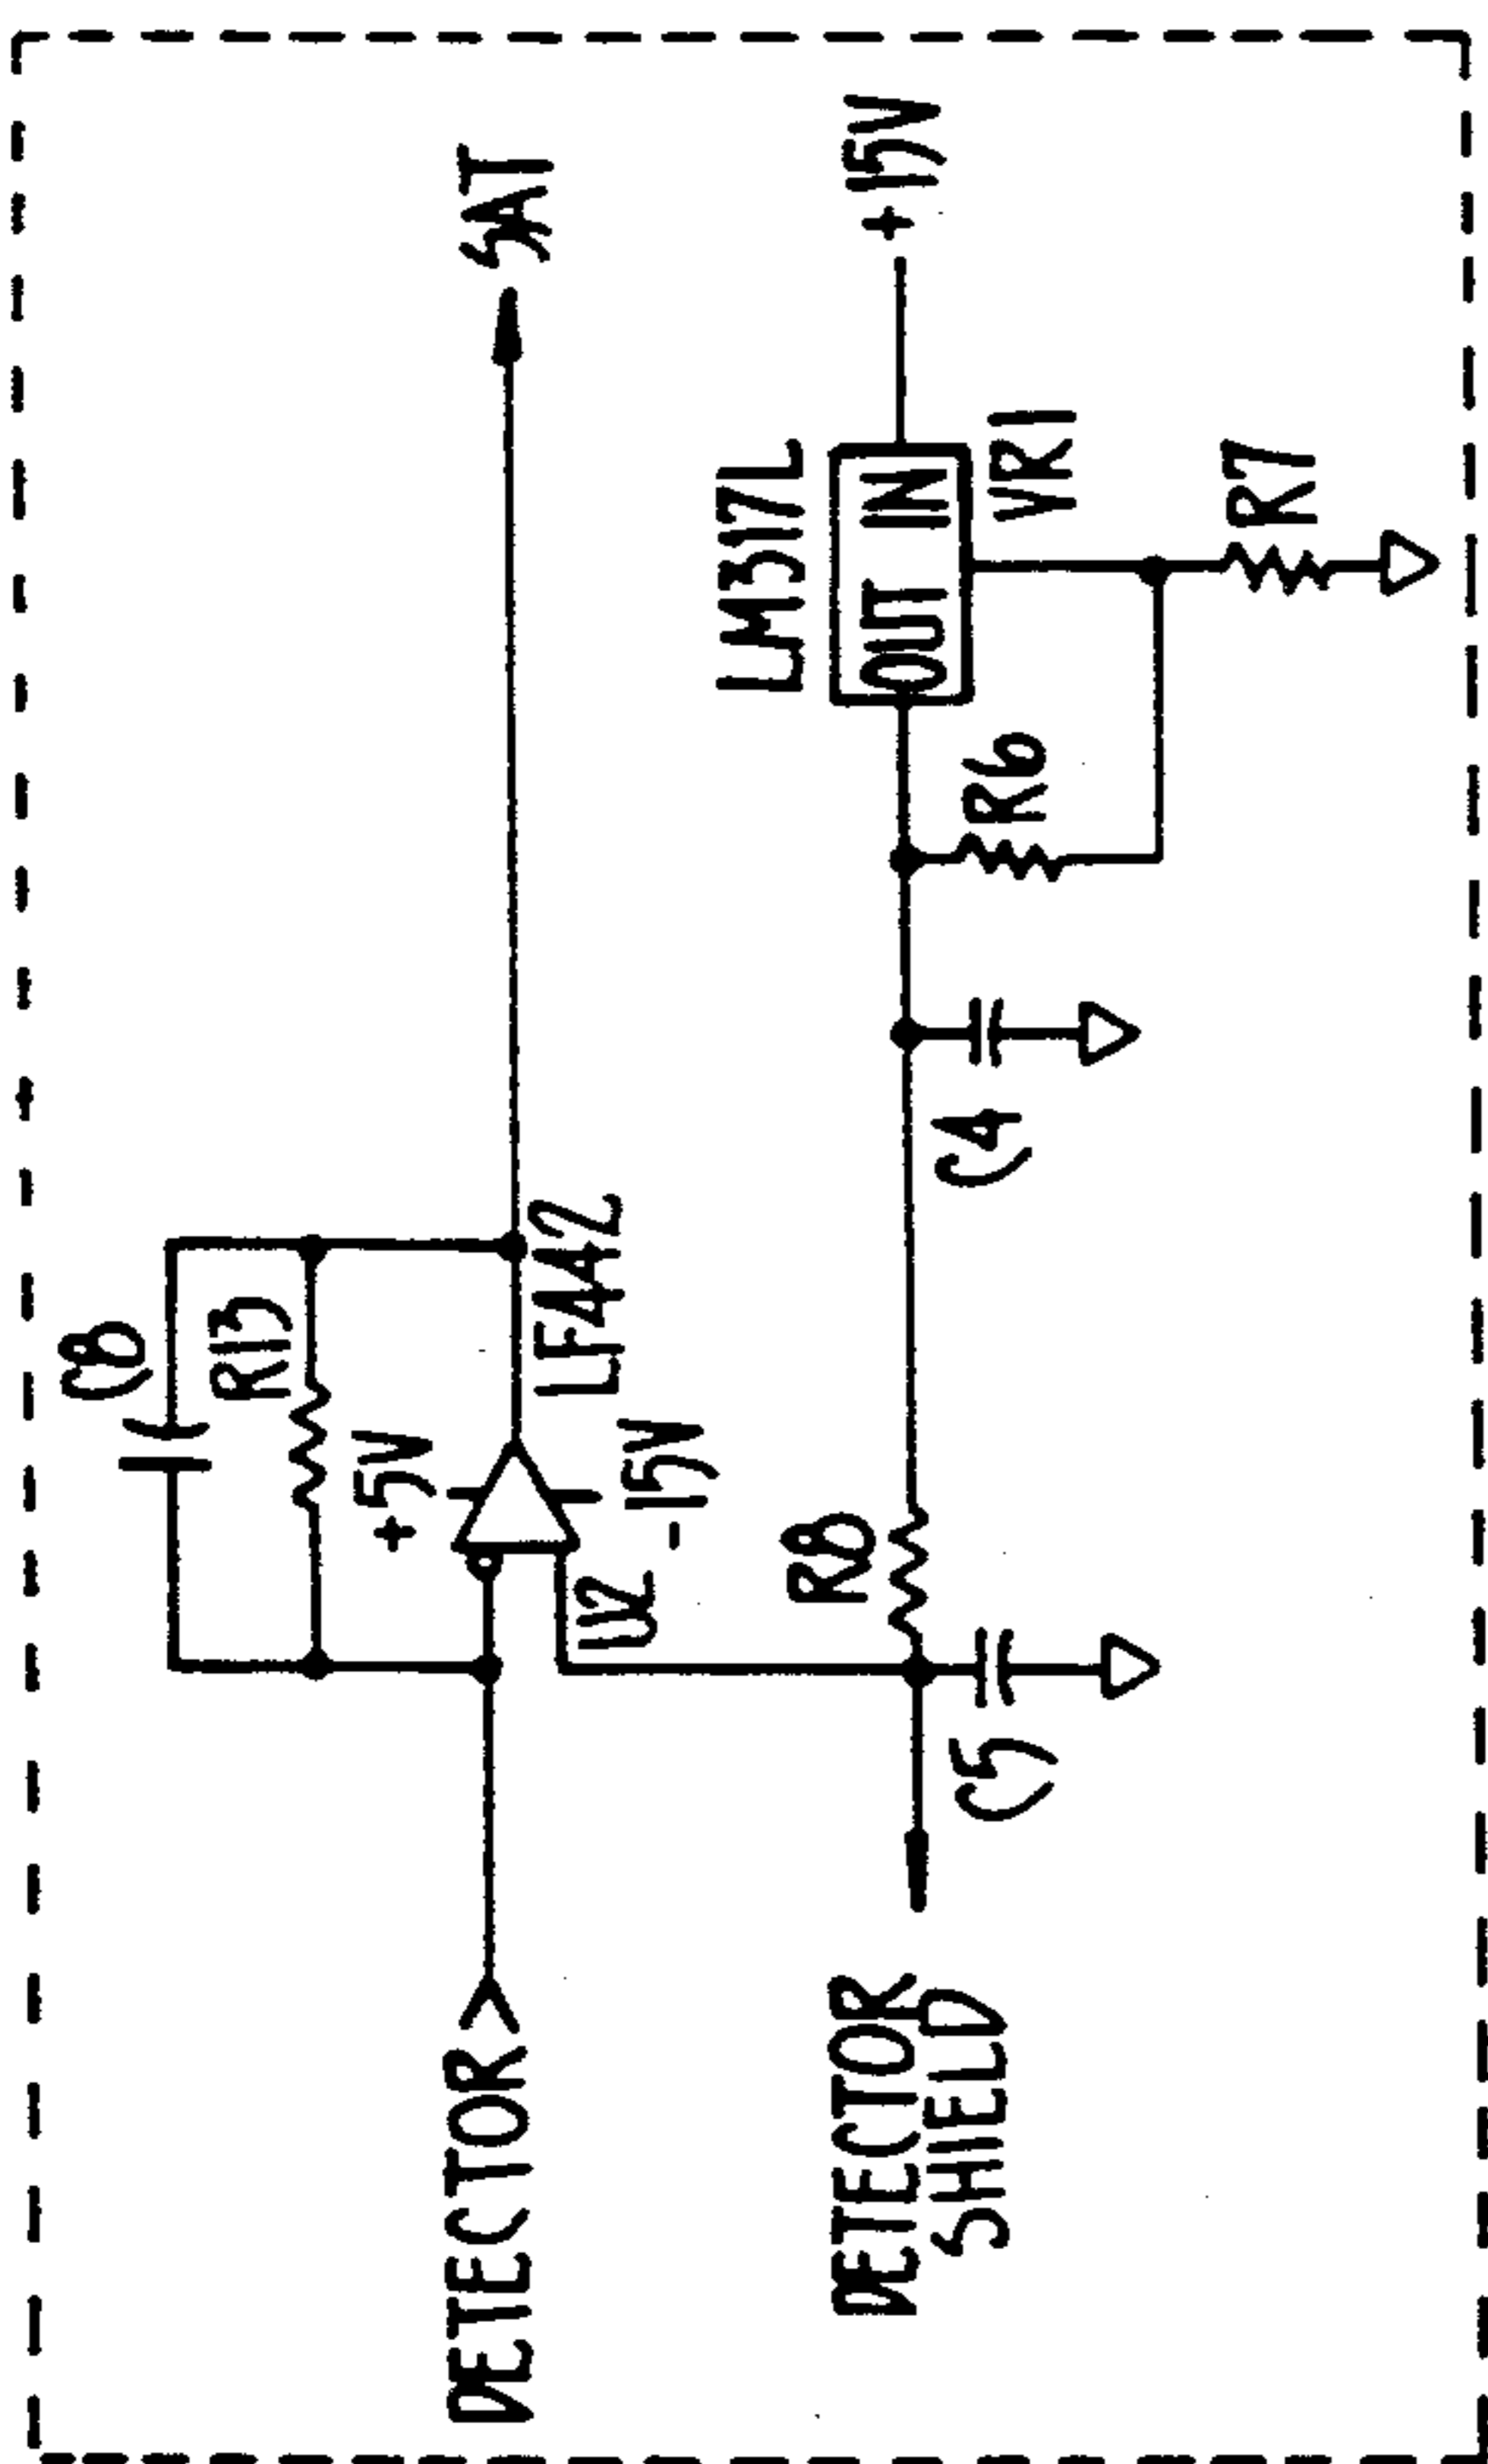 C8
R13
+5V
LF442
DETECTOR
U2
-15V
LM317L
R8
OUT IN
+15V
DETECTOR
SHIELD
C5
C4
R6
VR1
R7